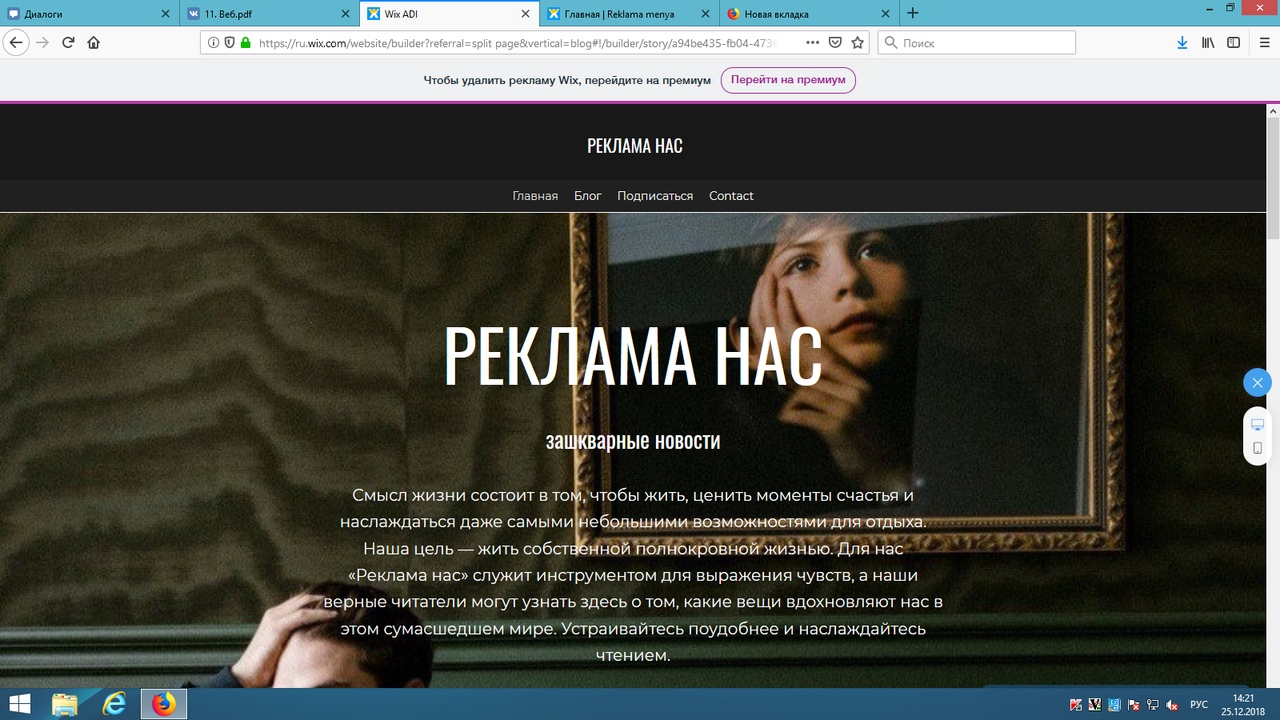 Диалоги
11. Веб.pdf
Wix ADI
Главная | Reklama menya
Новая вкладка
https://ru.wix.com/website/builder?referral=split page&vertical=blog#!/builder/story/a94be435-fb04-4736
Поиск
Чтобы удалить рекламу Wix, перейдите на премиум
Перейти на премиум
РЕКЛАМА НАС
Главная Блог Подписаться Contact
РЕКЛАМА НАС
зашкварные новости
Смысл жизни состоит в том, чтобы жить, ценить моменты счастья и
наслаждаться даже самыми небольшими возможностями для отдыха.
Наша цель — жить собственной полнокровной жизнью. Для нас
«Реклама нас» служит инструментом для выражения чувств, а наши
верные читатели могут узнать здесь о том, какие вещи вдохновляют нас в
этом сумасшедшем мире. Устраивайтесь поудобнее и наслаждайтесь
чтением.
РУС
14:21
25.12.2018